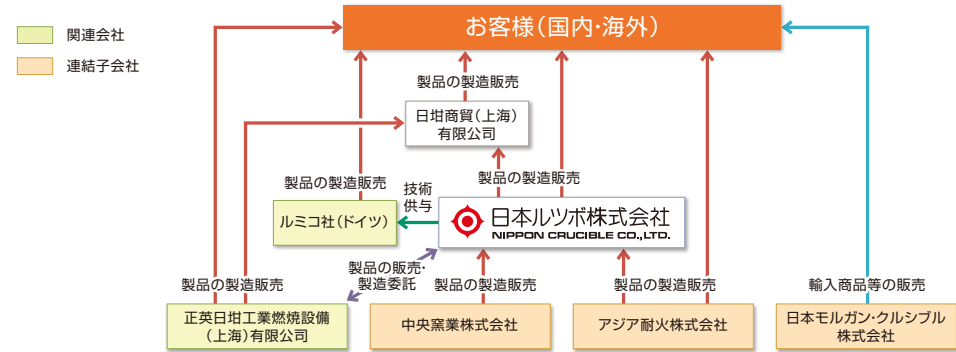 お客様（国内・海外）
関連会社
連結子会社
製品の製造販売
日坩商貿（上海）
有限公司
製品の製造販売
製品の製造販売
技術
供与
ルミコ社（ドイツ）
日本ルツボ株式会社
NIPPON CRUCIBLE CO.,LTD.
製品の販売・
製造委託
製品の製造販売
製品の製造販売
製品の製造販売
輸入商品等の販売
正英日坩工業燃焼設備
（上海）有限公司
中央窯業株式会社
アジア耐火株式会社
日本モルガン・クルシブル
株式会社